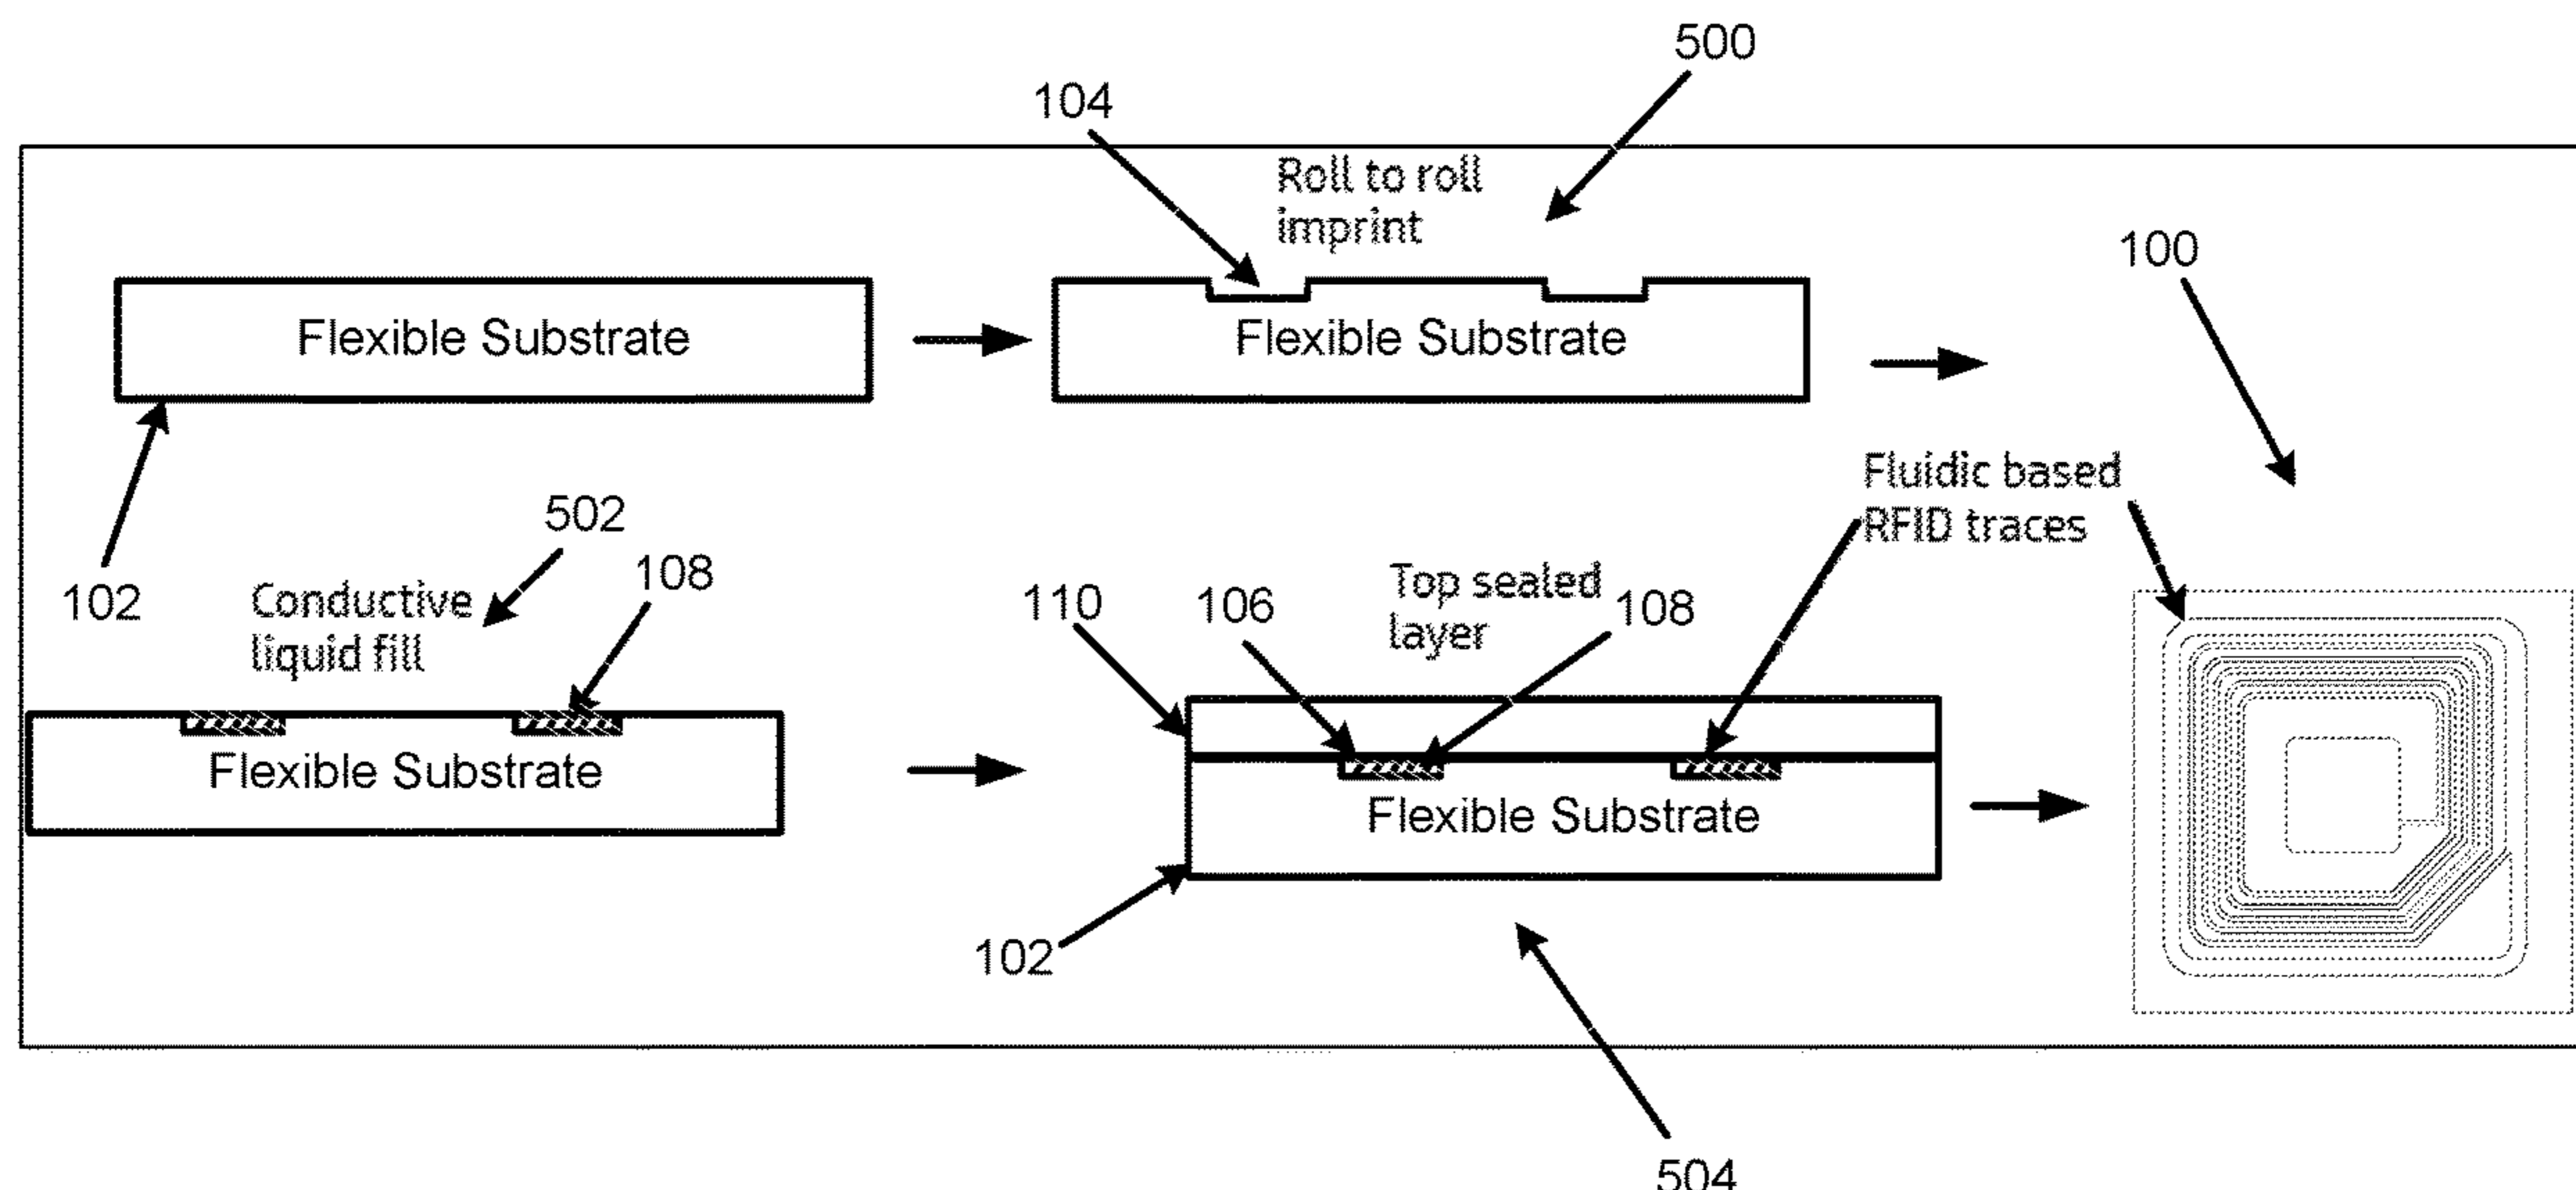 500
104
Roll to roll
imprint
100
Flexible Substrate
Flexible Substrate
102
502
Conductive
liquid fill
108
Fluidic based
RFID traces
110
106
Top sealed
layer
108
Flexible Substrate
Flexible Substrate
102
504